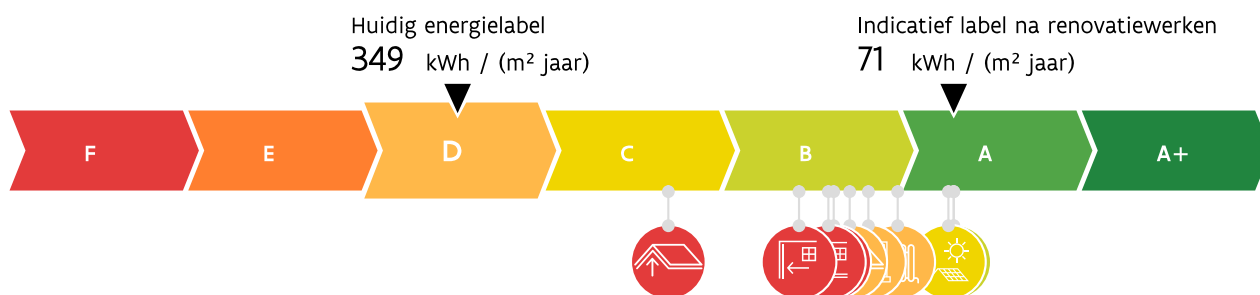 Huidig energielabel
349 kWh / (m² jaar)
Indicatief label na renovatiewerken
71 kWh / (m² jaar)
F E D C B A A+